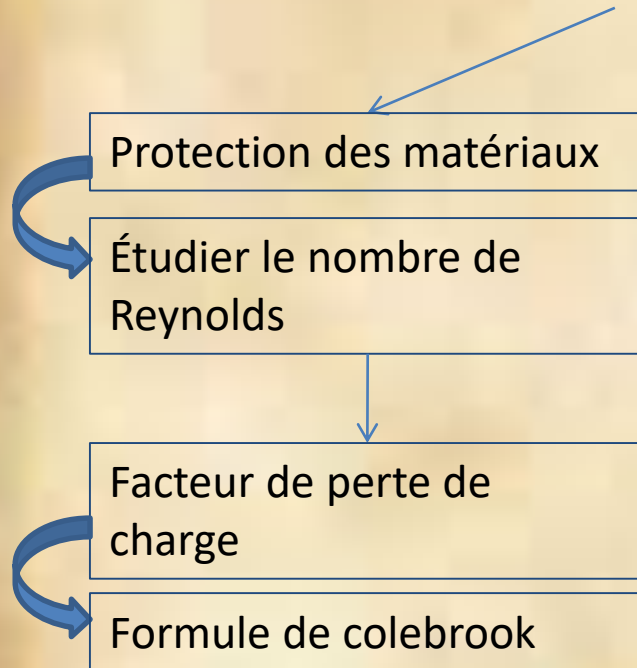 Protection des matériaux
Étudier le nombre de
Reynolds
Facteur de perte de
charge
Formule de colebrook